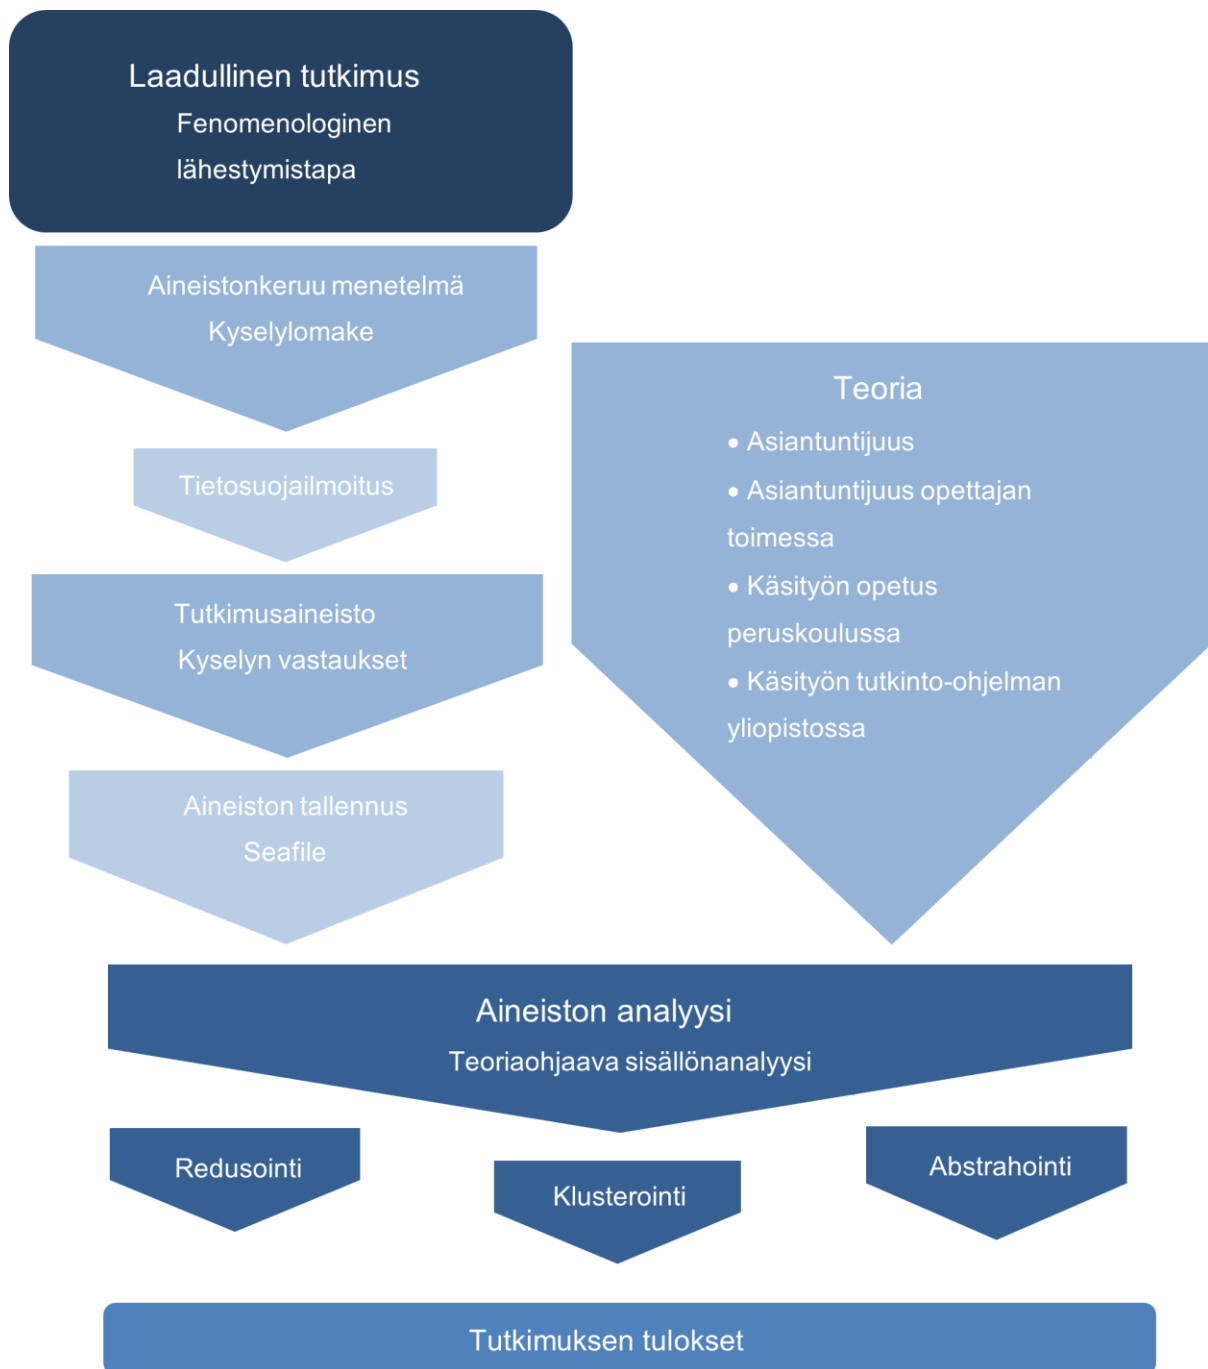 Laadullinen tutkimus
Fenomenologinen
lähestymistapa
Aineistonkeruu menetelmä
Kyselylomake
Tietosuojailmoitus
Tutkimusaineisto
Kyselyn vastaukset
Aineiston tallennus
Seafile
Teoria
• Asiantuntijuus
• Asiantuntijuus opettajan
toimessa
• Käsityön opetus
peruskoulussa
• Käsityön tutkinto-ohjelman
yliopistossa
Aineiston analyysi
Teoriaohjaava sisällönanalyysi
Redusointi
Klusterointi
Abstrahointi
Tutkimuksen tulokset